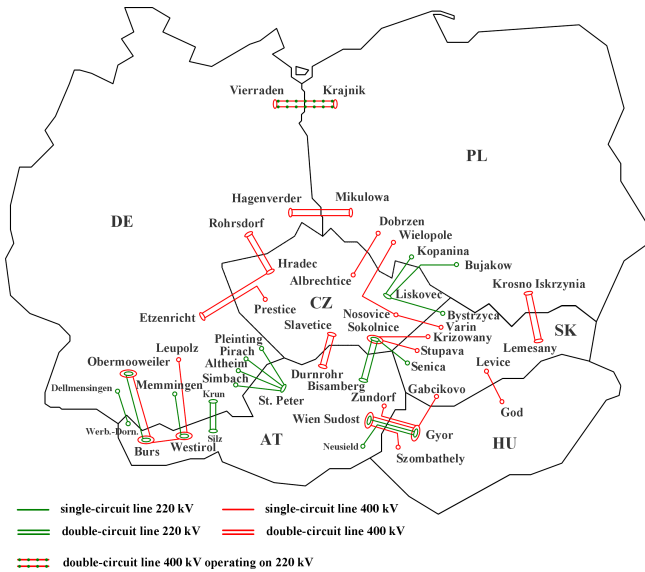 Vierraden Krajnik
PL
Hagenverder Mikulowa
DE
Rohrsdorf
Dobrzen
Wielopole
Kopanina
Bujakow
Hradec
Albrechtice
Krosno Iskrzynia
Liskovec
CZ
Prestice
Etzenricht
Nosovice
Bystrzyca
Slavetice
Sokolnice
Varin
SK
Pleinting
Krizowany
Leupolz
Pirach
Stupava
Lemesany
Obermooweiler
Altheim
Durnrohr
Senica
Levice
Simbach
Bisamberg
Dellmensingen
Memmingen
Krun
St. Peter
Zundorf
Gabcikovo
God
Wien Sudost
Werb.-Dorn.
Silz
AT
Gyor
HU
Burs
Westirol
Neusield
Szombathely
single-circuit line 220 kV
single-circuit line 400 kV
double-circuit line 220 kV
double-circuit line 400 kV
double-circuit line 400 kV operating on 220 kV